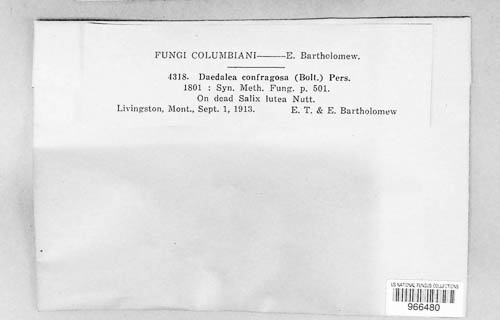 FUNGI COLUMBIANI——E. Bartholomew.
4318. Daedalea confragosa (Bolt.) Pers.
1801 : Syn. Meth. Fung. p. 501.
On dead Salix lutea Nutt.
Livingston, Mont., Sept. 1, 1913. E. T. & E. Bartholomew
US NATIONAL FUNGUS COLLECTIONS
966480